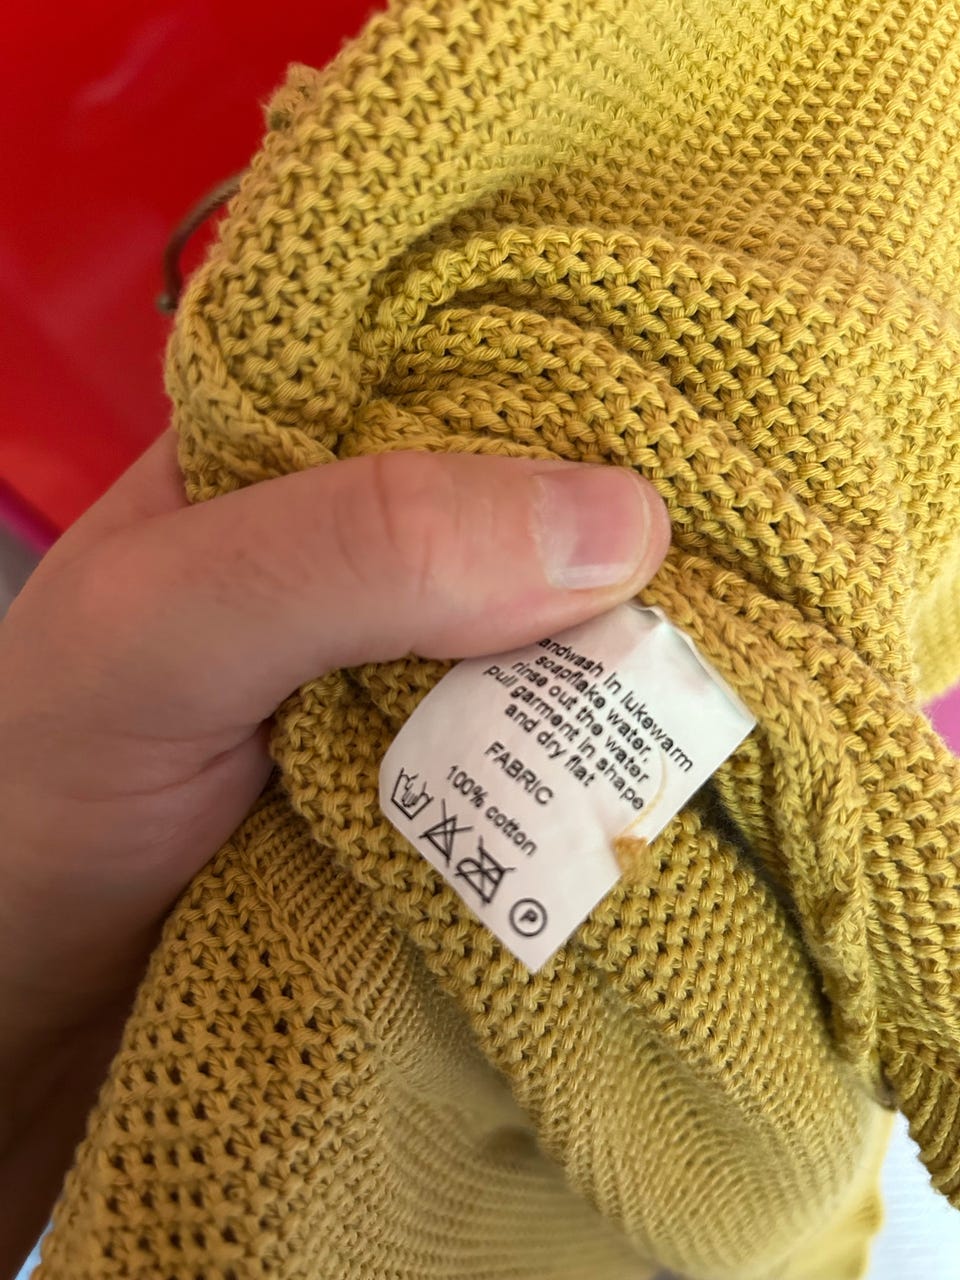 andwash in lukewarm
soapflake water,
rinse out the water
pull garment in shape
and dry flat
FABRIC
100% cotton
P